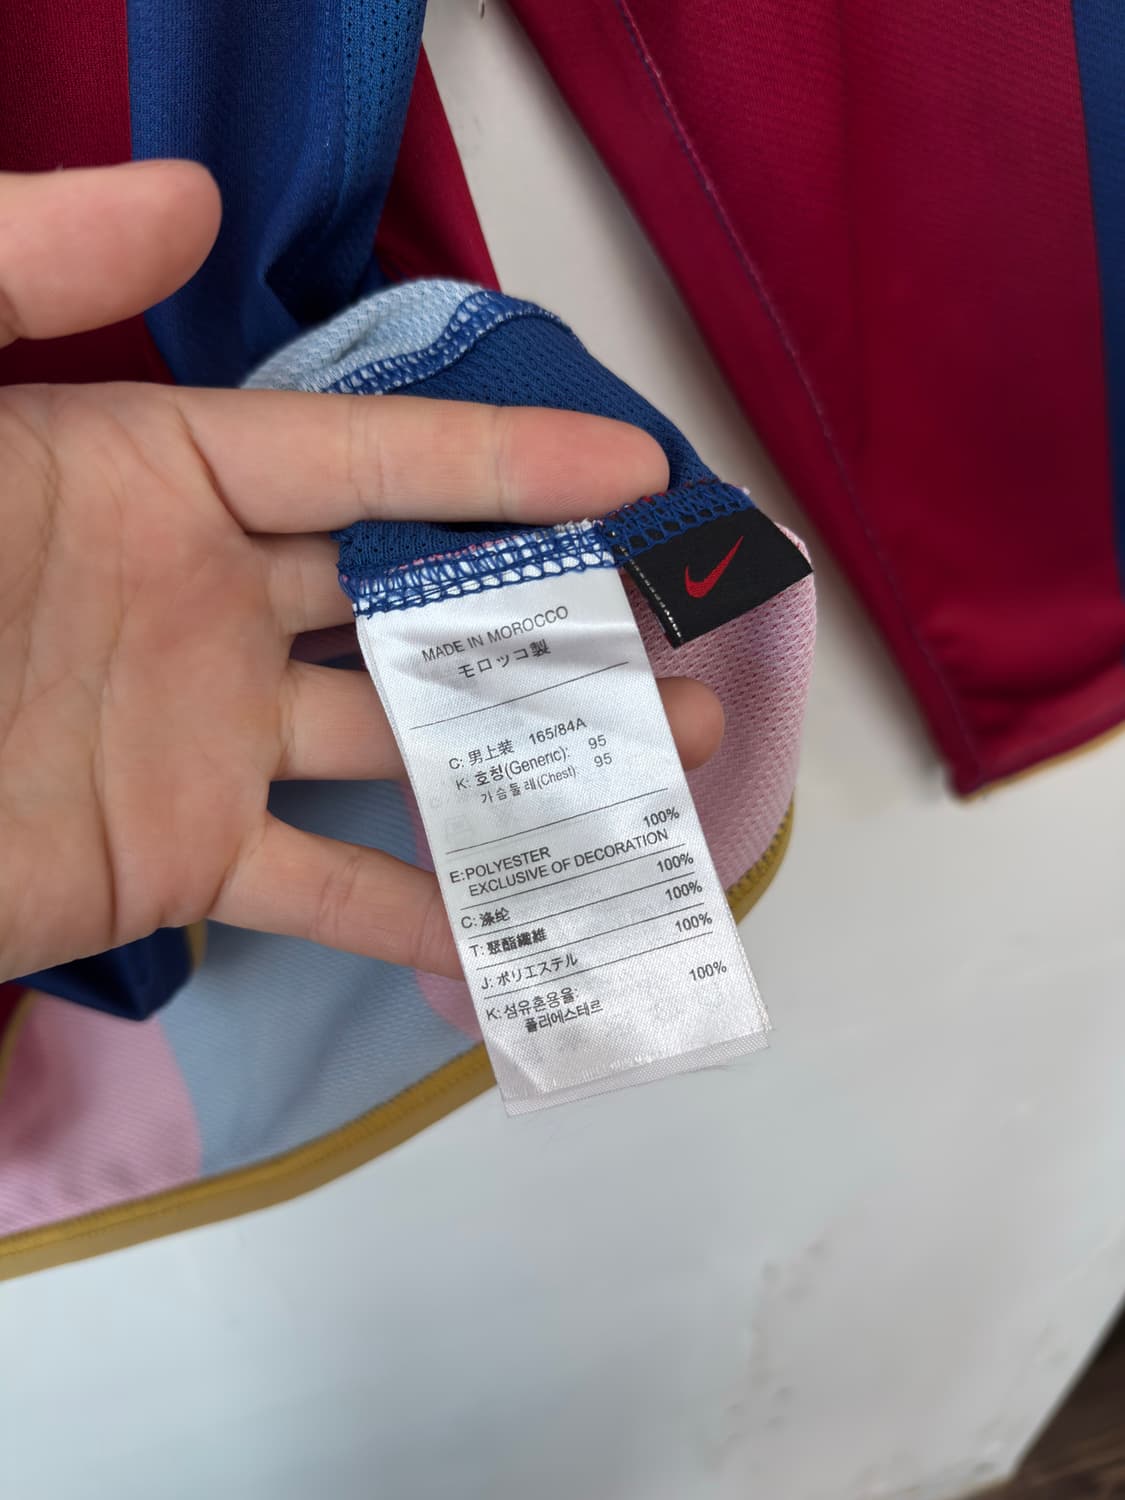 MADE IN MOROCCO
モロッコ製
C: 男上装 165/84A
K: 호칭(Generic): 95
가슴둘레(Chest): 95
100%
E:POLYESTER
EXCLUSIVE OF DECORATION
C: 涤纶 100%
T: 聚酯纖維 100%
J: ポリエステル 100%
K: 섬유혼용율:
폴리에스테르 100%